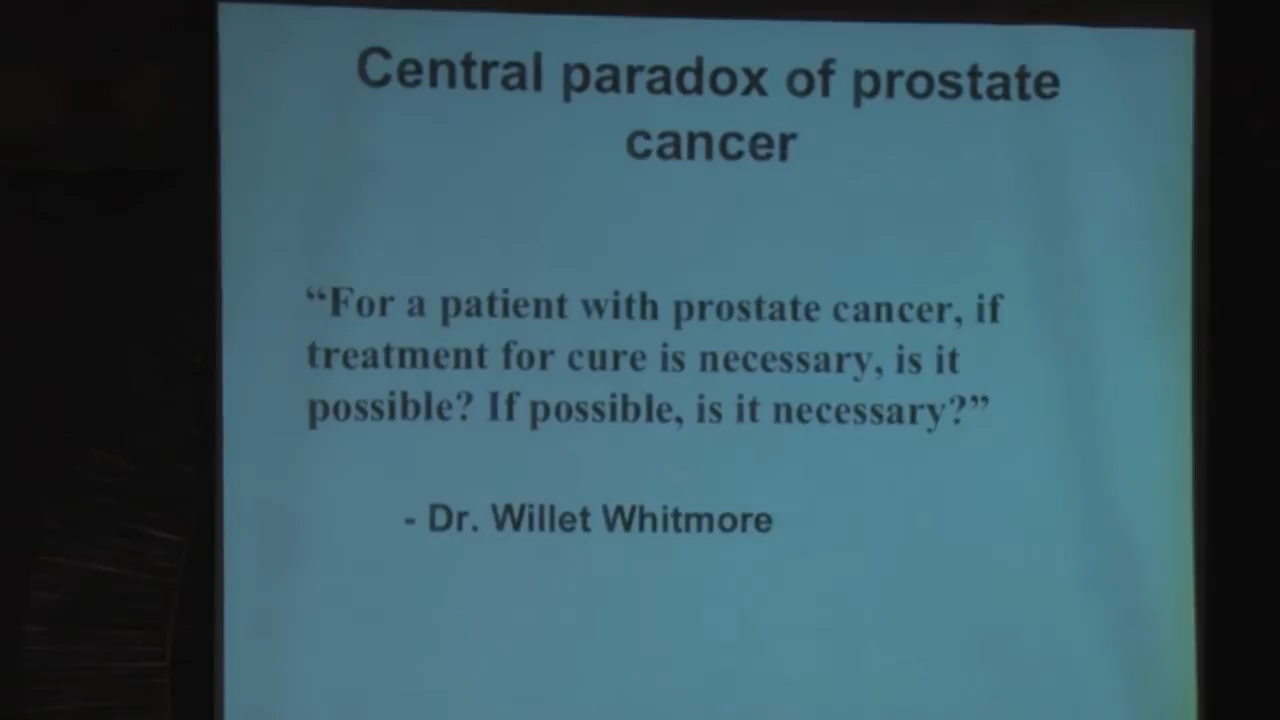 Central paradox of prostate
cancer
“For a patient with prostate cancer, if
treatment for cure is necessary, is it
possible? If possible, is it necessary?”
- Dr. Willet Whitmore